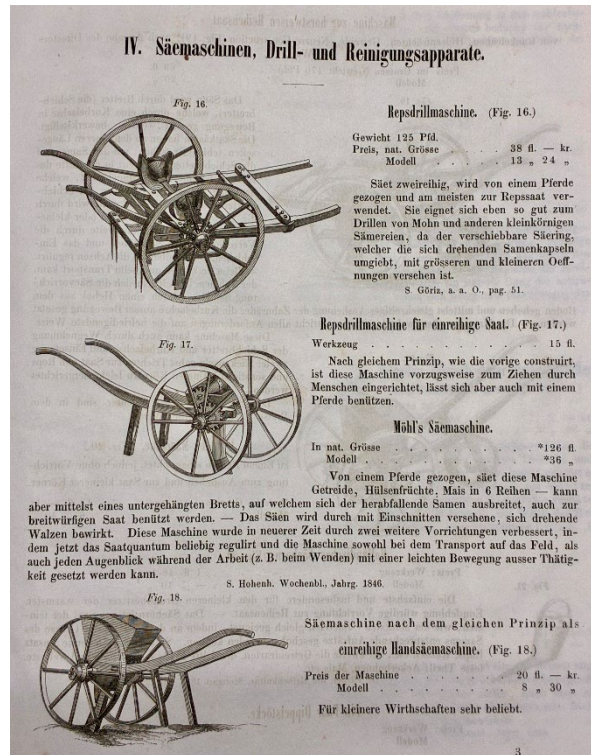 IV. Säemaschinen, Drill- und Reinigungsapparate.
Fig. 16.
Repsdrillmaschine. (Fig. 16.)
Gewicht 125 Pfd.
Preis, nat. Grösse . . . . . 38 fl. — kr.
Modell . . . . . 13 „ 24 „
Säet zweireihig, wird von einem Pferde
gezogen und am meisten zur Repssaat ver-
wendet. Sie eignet sich eben so gut zum
Drillen von Mohn und anderen kleinkörnigen
Sämereien, da der verschiebbare Säering,
welcher die sich drehenden Samenkapseln
umgiebt, mit grösseren und kleineren Oeff-
nungen versehen ist.
S. Göriz, a. a. O., pag. 51.
Fig. 17.
Repsdrillmaschine für einreihige Saat. (Fig. 17.)
Werkzeug . . . . . . . . . . 15 fl.
Nach gleichem Prinzip, wie die vorige construirt,
ist diese Maschine vorzugsweise zum Ziehen durch
Menschen eingerichtet, lässt sich aber auch mit einem
Pferde benützen.
Möhl's Säemaschine.
In nat. Grösse . . . . . . . *126 fl.
Modell . . . . . . . . *36 „
Von einem Pferde gezogen, säet diese Maschine
Getreide, Hülsenfrüchte, Mais in 6 Reihen — kann
aber mittelst eines untergehängten Bretts, auf welchem sich der herabfallende Samen ausbreitet, auch zur
breitwürfigen Saat benützt werden. — Das Säen wird durch mit Einschnitten versehene, sich drehende
Walzen bewirkt. Diese Maschine wurde in neuerer Zeit durch zwei weitere Vorrichtungen verbessert, in-
dem jetzt das Saatquantum beliebig regulirt und die Maschine sowohl bei dem Transport auf das Feld, als
auch jeden Augenblick während der Arbeit (z. B. beim Wenden) mit einer leichten Bewegung ausser Thätig-
keit gesetzt werden kann.
S. Hohenh. Wochenbl., Jahrg. 1846.
Fig. 18.
Säemaschine nach dem gleichen Prinzip als
einreihige Handsäemaschine. (Fig. 18.)
Preis der Maschine . . . . . . 20 fl. — kr.
Modell . . . . . . . 8 „ 30 „
Für kleinere Wirthschaften sehr beliebt.
3